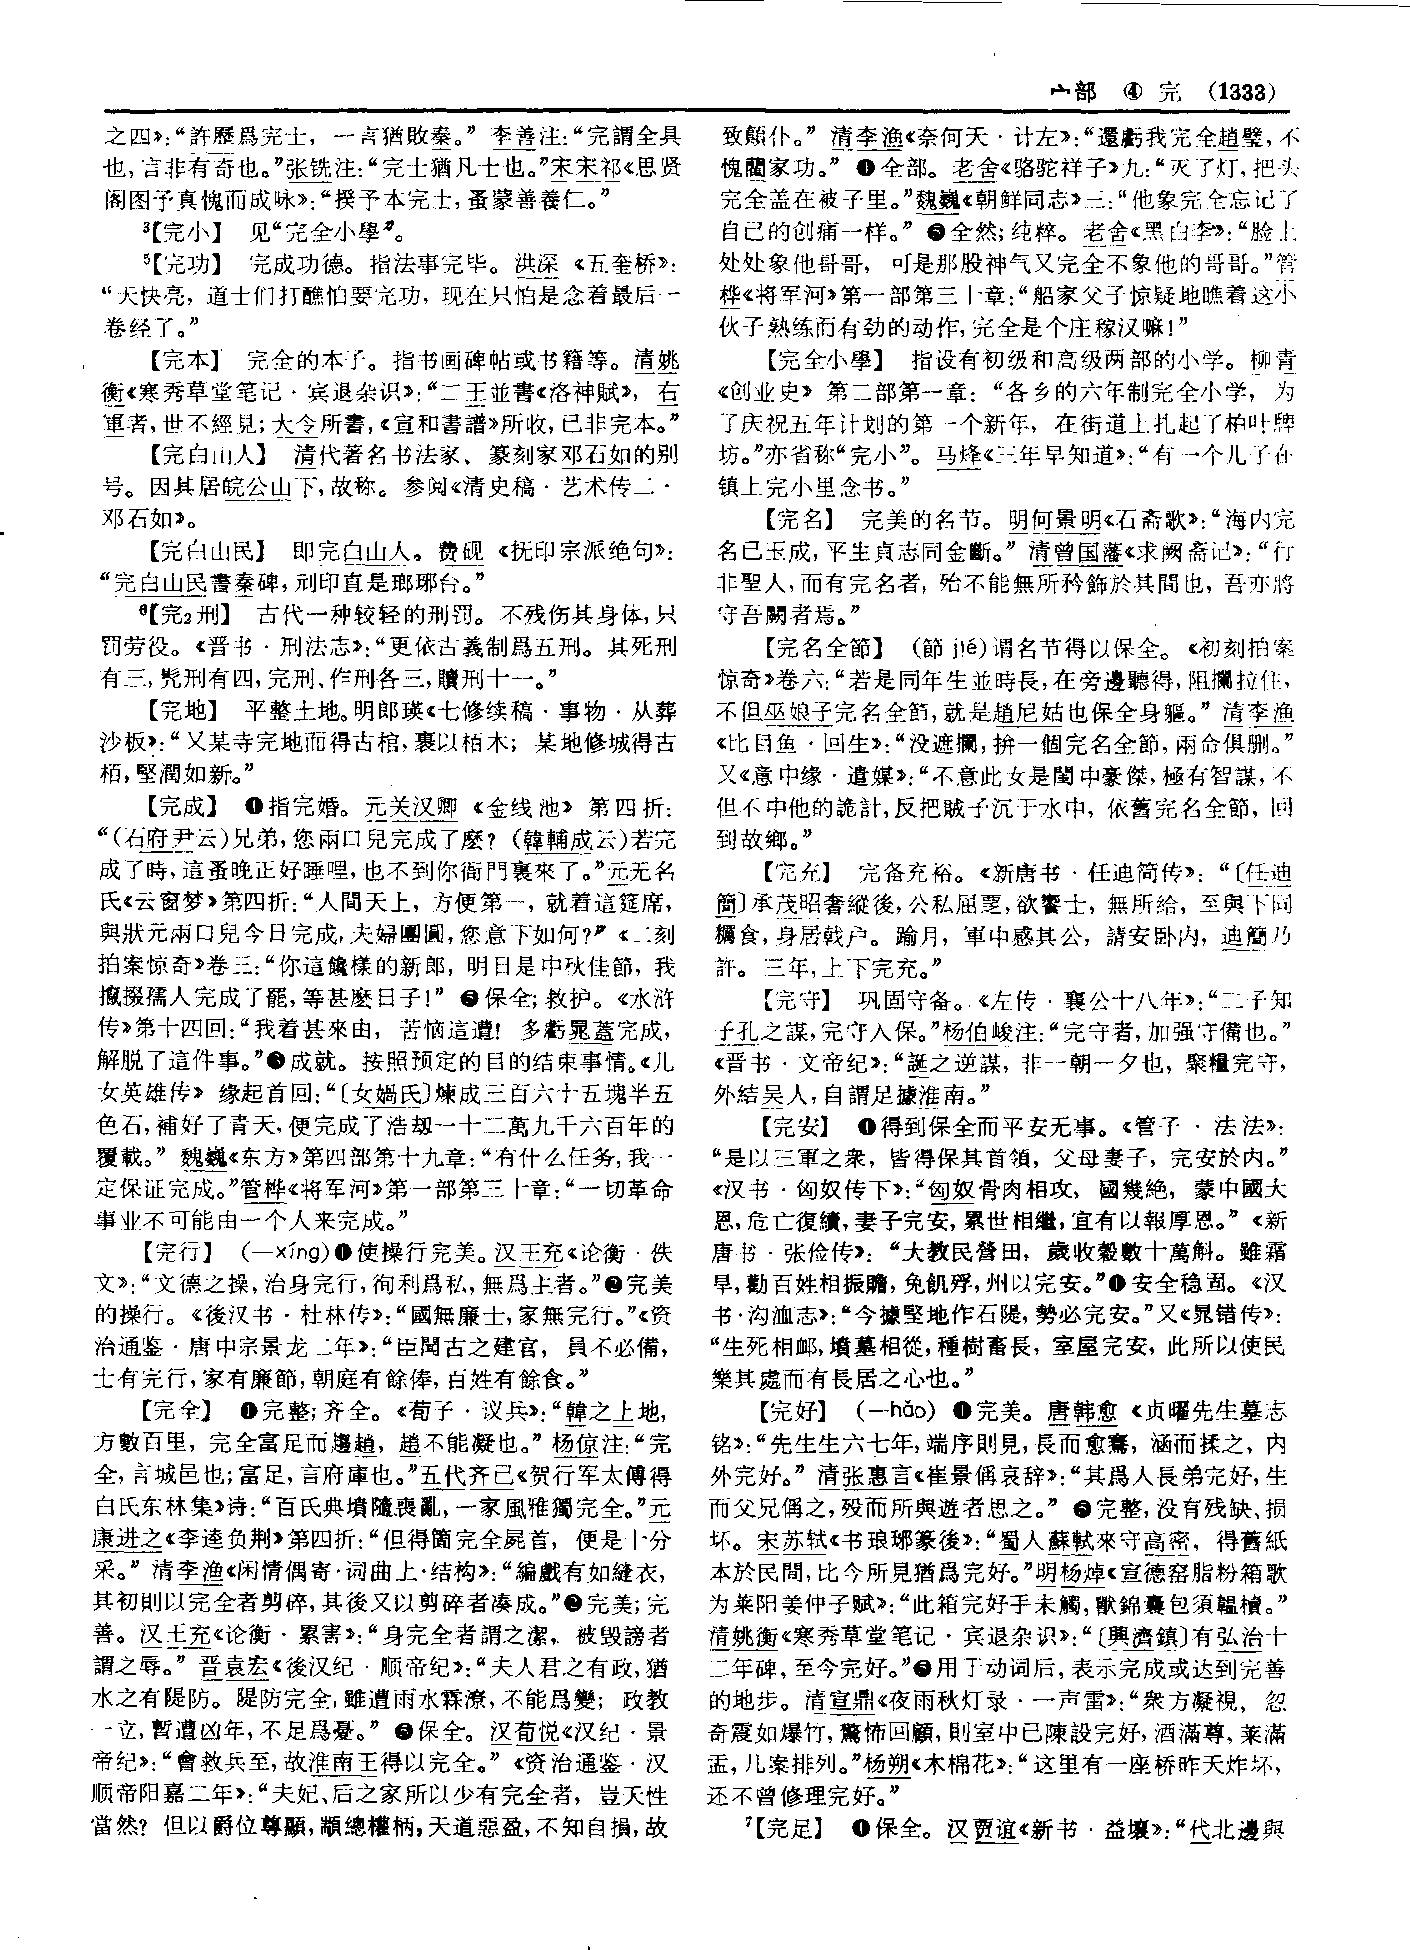 宀部 ④ 完 (1333)
之四》：“許歷爲完士，一言猶敗秦。”李善注：“完謂全具
也，言非有奇也。”张铣注：“完士猶凡士也。”宋宋祁《思贤
阁图予真愧而成咏》：“揆予本完士，蚤蒙善養仁。”
3【完小】 见“完全小學”。
5【完功】 完成功德。指法事完毕。洪深《五奎桥》：
“天快亮，道士们打醮怕要完功，现在只怕是念着最后一
卷经了。”
【完本】 完全的本子。指书画碑帖或书籍等。清姚
衡《寒秀草堂笔记·宾退杂识》：“二王並書《洛神賦》，右
軍者，世不經見；大令所書，《宣和書譜》所收，已非完本。”
【完白山人】 清代著名书法家、篆刻家邓石如的别
号。因其居皖公山下，故称。参阅《清史稿·艺术传二·
邓石如》。
【完白山民】 即完白山人。费砚《抚印宗派绝句》：
“完白山民書秦碑，刓印直是瑯琊台。”
6【完2刑】 古代一种较轻的刑罚。不残伤其身体，只
罚劳役。《晋书·刑法志》：“更依古義制爲五刑。其死刑
有三，髡刑有四，完刑、作刑各三，贖刑十一。”
【完地】 平整土地。明郎瑛《七修续稿·事物·从葬
沙板》：“又某寺完地而得古棺，裹以柏木；某地修城得古
栢，堅潤如新。”
【完成】 ❶指完婚。元关汉卿《金线池》第四折：
“（石府尹云）兄弟，您兩口兒完成了麽？（韓輔成云）若完
成了時，這蚤晚正好睡哩，也不到你衙門裏來了。”元无名
氏《云窗梦》第四折：“人間天上，方便第一，就着這筵席，
與狀元兩口兒今日完成，夫婦團圓，您意下如何？”《二刻
拍案惊奇》卷三：“你這饞樣的新郎，明日是中秋佳節，我
攛掇孺人完成了罷，等甚麽日子！”❷保全；救护。《水浒
传》第十四回：“我着甚來由，苦惱這遭！多虧晁蓋完成，
解脱了這件事。”❸成就。按照预定的目的结束事情。《儿
女英雄传》缘起首回：“〔女媧氏〕煉成三百六十五塊半五
色石，補好了青天，便完成了浩劫一十二萬九千六百年的
覆載。”魏巍《东方》第四部第十九章：“有什么任务，我一
定保证完成。”管桦《将军河》第一部第三十章：“一切革命
事业不可能由一个人来完成。”
【完行】 （—xíng）❶使操行完美。汉王充《论衡·佚
文》：“文德之操，治身完行，徇利爲私，無爲主者。”❷完美
的操行。《後汉书·杜林传》：“國無廉士，家無完行。”《资
治通鉴·唐中宗景龙二年》：“臣聞古之建官，員不必備，
士有完行，家有廉節，朝庭有餘俸，百姓有餘食。”
【完全】 ❶完整；齐全。《荀子·议兵》：“韓之上地，
方數百里，完全富足而趨趙，趙不能凝也。”杨倞注：“完
全，言城邑也；富足，言府庫也。”五代齐己《贺行军太傅得
白氏东林集》诗：“百氏典墳隨喪亂，一家風雅獨完全。”元
康进之《李逵负荆》第四折：“但得箇完全屍首，便是十分
采。”清李渔《闲情偶寄·词曲上·结构》：“編戲有如縫衣，
其初則以完全者剪碎，其後又以剪碎者凑成。”❷完美；完
善。汉王充《论衡·累害》：“身完全者謂之潔，被毁謗者
謂之辱。”晋袁宏《後汉纪·顺帝纪》：“夫人君之有政，猶
水之有隄防。隄防完全，雖遭雨水霖潦，不能爲變；政教
一立，暫遭凶年，不足爲憂。”❸保全。汉荀悦《汉纪·景
帝纪》：“會救兵至，故淮南王得以完全。”《资治通鉴·汉
顺帝阳嘉二年》：“夫妃、后之家所以少有完全者，豈天性
當然？但以爵位尊顯，顓總權柄，天道惡盈，不知自損，故
致顛仆。”清李渔《奈何天·计左》：“還虧我完全趙璧，不
愧藺家功。”❹全部。老舍《骆驼祥子》九：“灭了灯，把头
完全盖在被子里。”魏巍《朝鲜同志》三：“他象完全忘记了
自己的创痛一样。”❺全然；纯粹。老舍《黑白李》：“脸上
处处象他哥哥，可是那股神气又完全不象他的哥哥。”管
桦《将军河》第一部第三十章：“船家父子惊疑地瞧着这小
伙子熟练而有劲的动作，完全是个庄稼汉嘛！”
【完全小學】 指设有初级和高级两部的小学。柳青
《创业史》第二部第一章：“各乡的六年制完全小学，为
了庆祝五年计划的第一个新年，在街道上扎起了柏叶牌
坊。”亦省称“完小”。马烽《三年早知道》：“有一个儿子在
镇上完小里念书。”
【完名】 完美的名节。明何景明《石斋歌》：“海内完
名已玉成，平生貞志同金斷。”清曾国藩《求阙斋记》：“行
非聖人，而有完名者，殆不能無所矜飾於其間也，吾亦將
守吾闕者焉。”
【完名全節】 （節 jié）谓名节得以保全。《初刻拍案
惊奇》卷六：“若是同年生並時長，在旁邊聽得，阻攔拉住，
不但巫娘子完名全節，就是趙尼姑也保全身軀。”清李渔
《比目鱼·回生》：“没遮攔，拚一個完名全節，兩命俱删。”
又《意中缘·遣媒》：“不意此女是閨中豪傑，極有智謀，不
但不中他的詭計，反把賊子沉于水中，依舊完名全節，回
到故鄉。”
【完充】 完备充裕。《新唐书·任迪简传》：“〔任迪
簡〕承茂昭奢縱後，公私屈覂，欲饗士，無所給，至與下同
糲食，身居戟户。踰月，軍中感其公，請安卧内，迪簡乃
許。三年，上下完充。”
【完守】 巩固守备。《左传·襄公十八年》：“二子知
子孔之謀，完守入保。”杨伯峻注：“完守者，加强守備也。”
《晋书·文帝纪》：“誕之逆謀，非一朝一夕也，聚糧完守，
外結吴人，自謂足據淮南。”
【完安】 ❶得到保全而平安无事。《管子·法法》：
“是以三軍之衆，皆得保其首領，父母妻子，完安於内。”
《汉书·匈奴传下》：“匈奴骨肉相攻，國幾絶，蒙中國大
恩，危亡復續，妻子完安，累世相繼，宜有以報厚恩。”《新
唐书·张俭传》：“大教民營田，歲收穀數十萬斛。雖霜
旱，勸百姓相振贍，免飢殍，州以完安。”❷安全稳固。《汉
书·沟洫志》：“今據堅地作石隄，勢必完安。”又《晁错传》：
“生死相卹，墳墓相從，種樹畜長，室屋完安，此所以使民
樂其處而有長居之心也。”
【完好】 （—hǎo）❶完美。唐韩愈《贞曜先生墓志
铭》：“先生生六七年，端序則見，長而愈騫，涵而揉之，内
外完好。”清张惠言《崔景偁哀辞》：“其爲人長弟完好，生
而父兄偁之，殁而所與遊者思之。”❷完整，没有残缺、损
坏。宋苏轼《书琅琊篆後》：“蜀人蘇軾來守高密，得舊紙
本於民間，比今所見猶爲完好。”明杨焯《宣德窑脂粉箱歌
为莱阳姜仲子赋》：“此箱完好手未觸，獸錦囊包須韞櫝。”
清姚衡《寒秀草堂笔记·宾退杂识》：“〔興濟鎮〕有弘治十
二年碑，至今完好。”❸用于动词后，表示完成或达到完善
的地步。清宣鼎《夜雨秋灯录·一声雷》：“衆方凝視，忽
奇震如爆竹，驚怖回顧，則室中已陳設完好，酒滿尊，菜滿
盂，几案排列。”杨朔《木棉花》：“这里有一座桥昨天炸坏，
还不曾修理完好。”
7【完足】 ❶保全。汉贾谊《新书·益壤》：“代北邊與